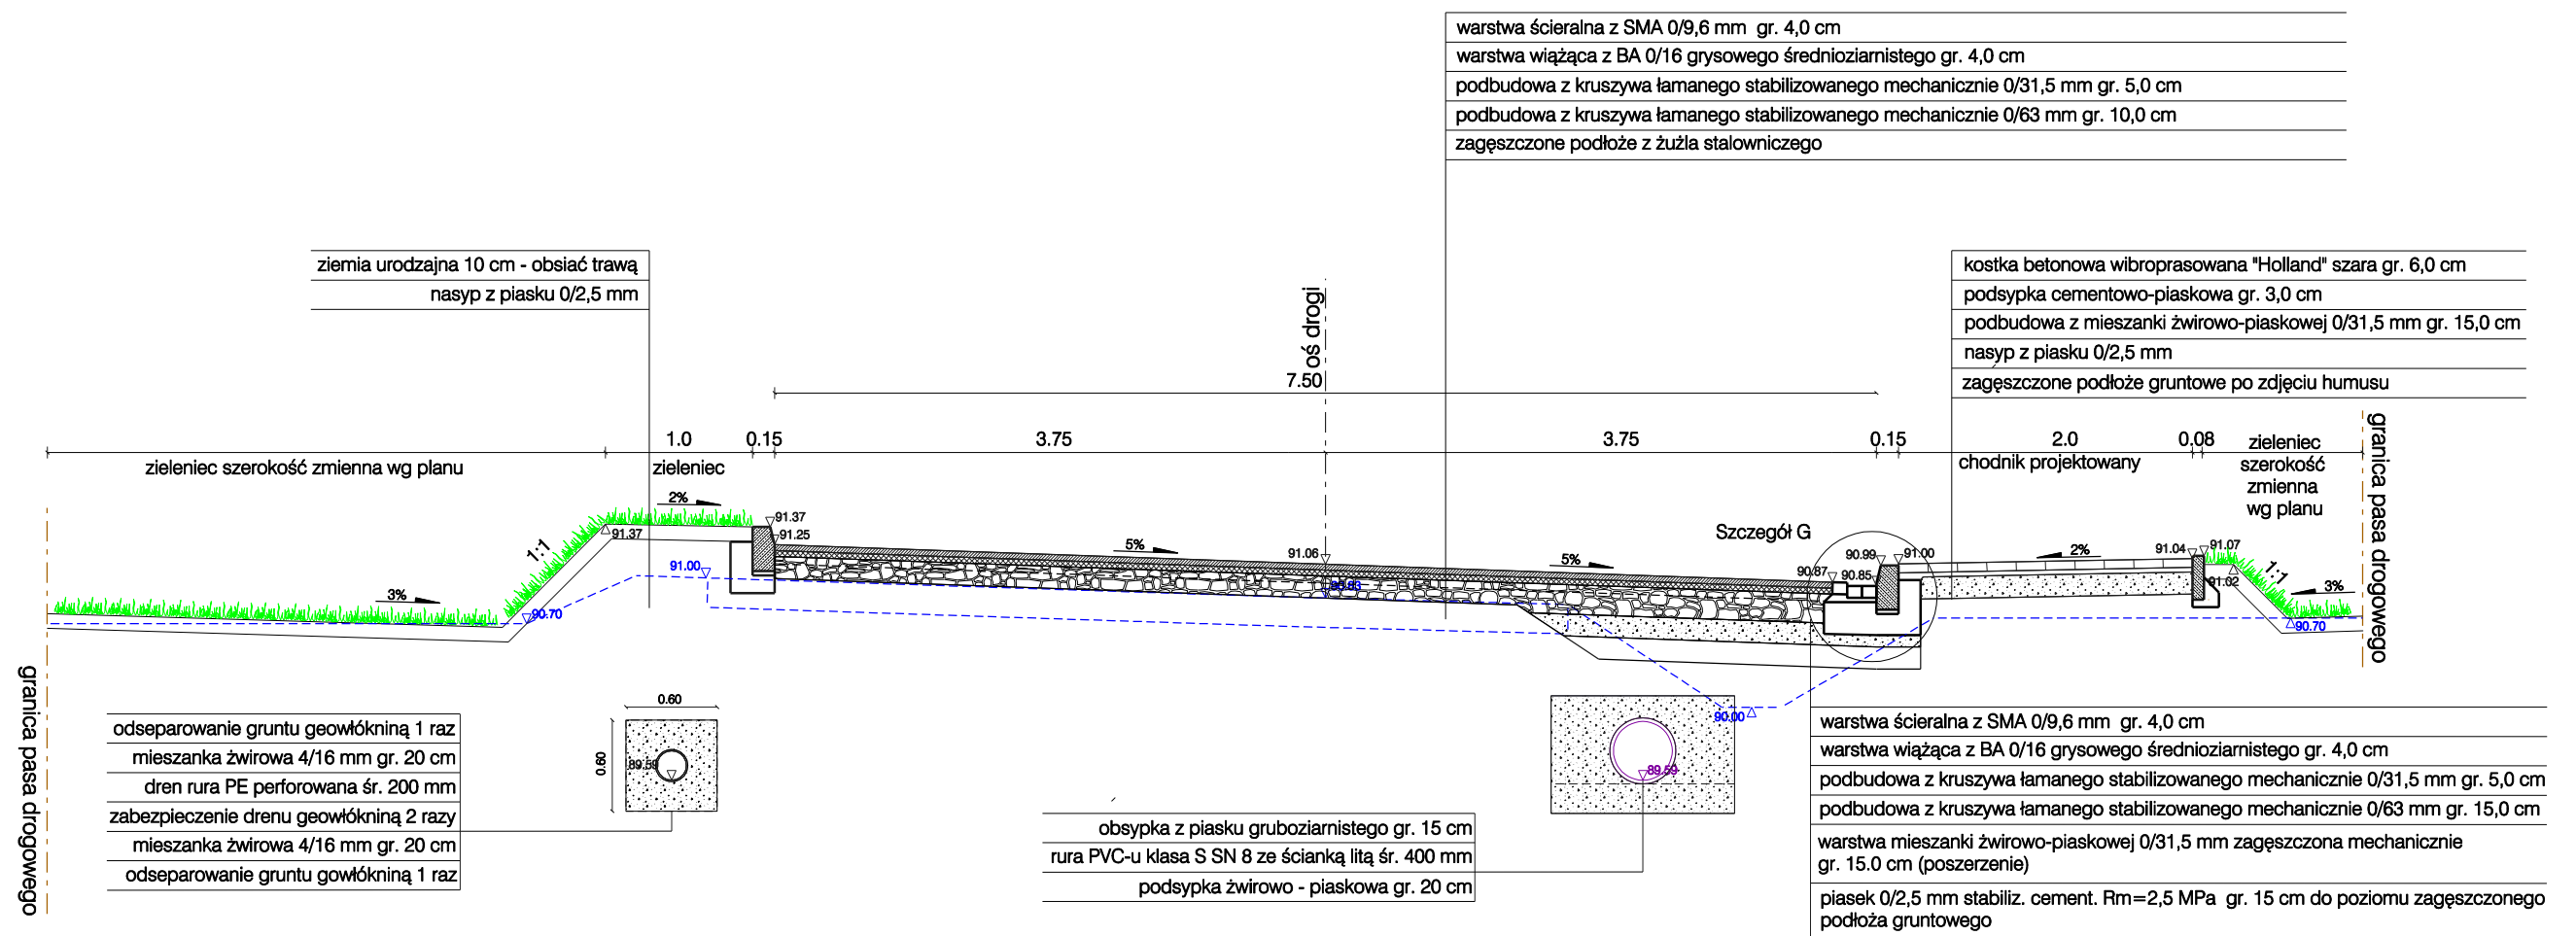 warstwa ścieralna z SMA 0/9,6 mm  gr. 4,0 cm
warstwa wiążąca z BA 0/16 grysowego średnioziarnistego gr. 4,0 cm
podbudowa z kruszywa łamanego stabilizowanego mechanicznie 0/31,5 mm gr. 5,0 cm
podbudowa z kruszywa łamanego stabilizowanego mechanicznie 0/63 mm gr. 10,0 cm
zagęszczone podłoże z żużla stalowniczego
ziemia urodzajna 10 cm - obsiać trawą
nasyp z piasku 0/2,5 mm
kostka betonowa wibroprasowana "Holland" szara gr. 6,0 cm
podsypka cementowo-piaskowa gr. 3,0 cm
podbudowa z mieszanki żwirowo-piaskowej 0/31,5 mm gr. 15,0 cm
nasyp z piasku 0/2,5 mm
zagęszczone podłoże gruntowe po zdjęciu humusu
oś drogi
7.50
1.0
0.15
3.75
3.75
0.15
2.0
0.08
zieleniec szerokość zmienna wg planu
zieleniec
chodnik projektowany
zieleniec
szerokość
zmienna
wg planu
granica pasa drogowego
2%
91.37
91.37
91.25
1:1
91.00
3%
90.70
5%
91.06
90.83
5%
Szczegół G
90.99
91.00
90.87
90.85
2%
91.04
91.07
91.02
1:1
3%
90.70
90.00
granica pasa drogowego
0.60
0.60
89.59
89.59
odseparowanie gruntu geowłókniną 1 raz
mieszanka żwirowa 4/16 mm gr. 20 cm
dren rura PE perforowana śr. 200 mm
zabezpieczenie drenu geowłókniną 2 razy
mieszanka żwirowa 4/16 mm gr. 20 cm
odseparowanie gruntu gowłókniną 1 raz
obsypka z piasku gruboziarnistego gr. 15 cm
rura PVC-u klasa S SN 8 ze ścianką litą śr. 400 mm
podsypka żwirowo - piaskowa gr. 20 cm
warstwa ścieralna z SMA 0/9,6 mm  gr. 4,0 cm
warstwa wiążąca z BA 0/16 grysowego średnioziarnistego gr. 4,0 cm
podbudowa z kruszywa łamanego stabilizowanego mechanicznie 0/31,5 mm gr. 5,0 cm
podbudowa z kruszywa łamanego stabilizowanego mechanicznie 0/63 mm gr. 15,0 cm
warstwa mieszanki żwirowo-piaskowej 0/31,5 mm zagęszczona mechanicznie
gr. 15.0 cm (poszerzenie)
piasek 0/2,5 mm stabiliz. cement. Rm=2,5 MPa  gr. 15 cm do poziomu zagęszczonego
podłoża gruntowego